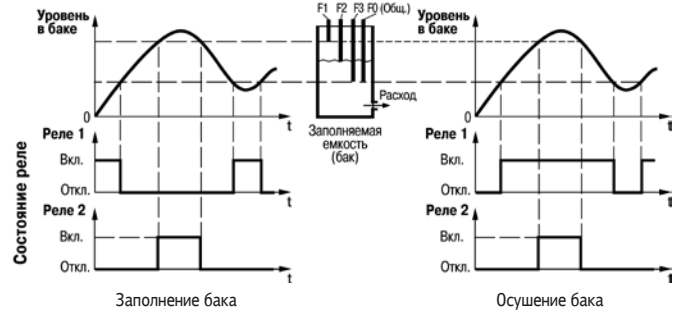 Уровень
в баке
0
t
F1 F2 F3 F0 (Общ.)
Расход
Заполняемая
емкость
(бак)
Уровень
в баке
0
t
Состояние реле
Реле 1
Вкл.
Откл.
t
Реле 2
Вкл.
Откл.
t
Заполнение бака
Реле 1
Вкл.
Откл.
t
Реле 2
Вкл.
Откл.
t
Осушение бака